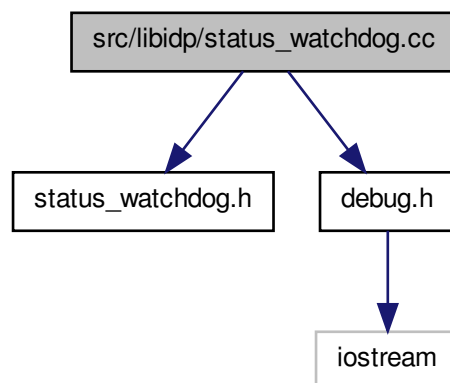 src/libidp/status_watchdog.cc
status_watchdog.h
debug.h
iostream